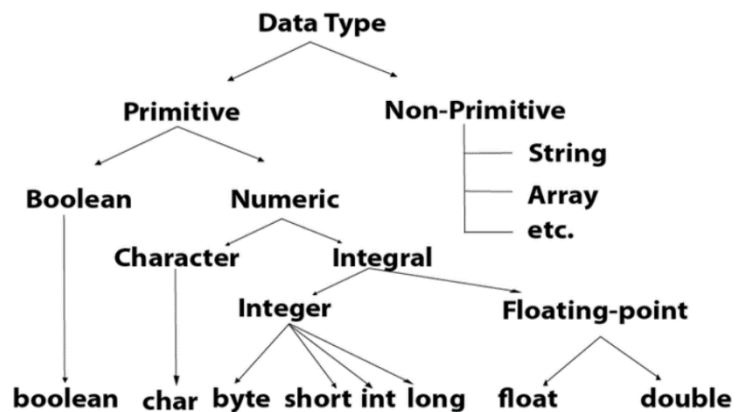 Data Type
Primitive
Non-Primitive
String
Array
etc.
Boolean
Numeric
Character
Integral
Integer
Floating-point
boolean
char
byte
short
int
long
float
double